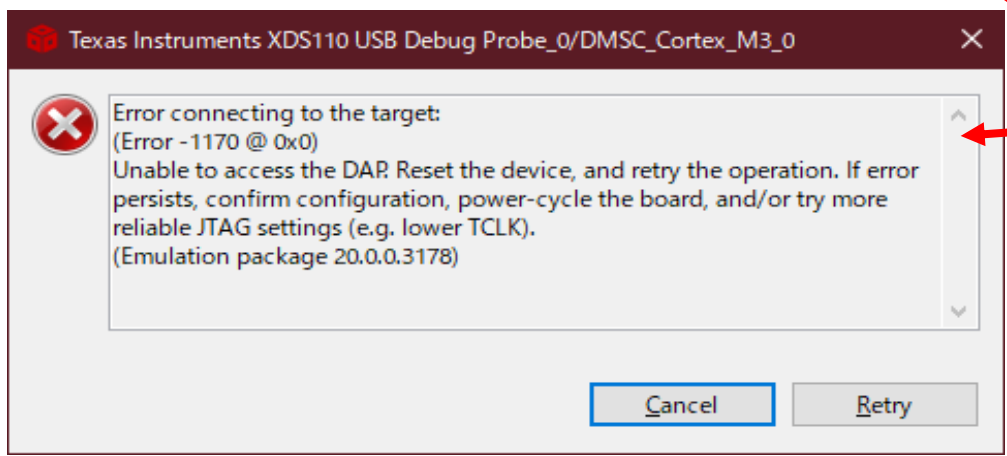 Texas Instruments XDS110 USB Debug Probe_0/DMSC_Cortex_M3_0
Error connecting to the target:
(Error -1170 @ 0x0)
Unable to access the DAP. Reset the device, and retry the operation. If error
persists, confirm configuration, power-cycle the board, and/or try more
reliable JTAG settings (e.g. lower TCLK).
(Emulation package 20.0.0.3178)
Cancel
Retry